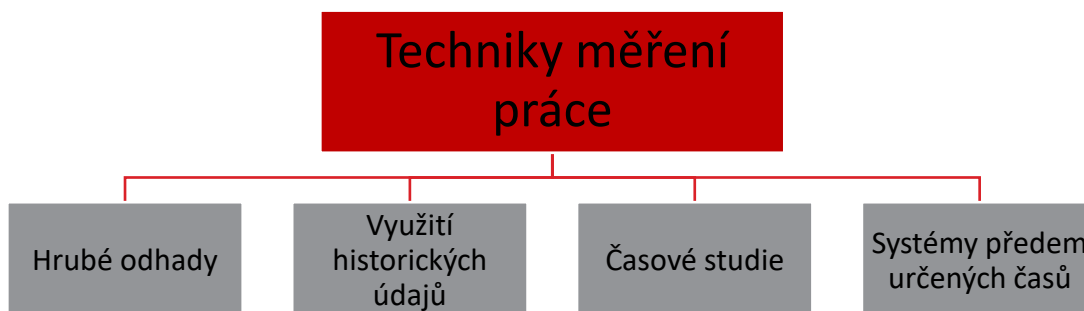 Techniky měření
práce
Hrubé odhady
Využití
historických
údajů
Časové studie
Systémy předem
určených časů